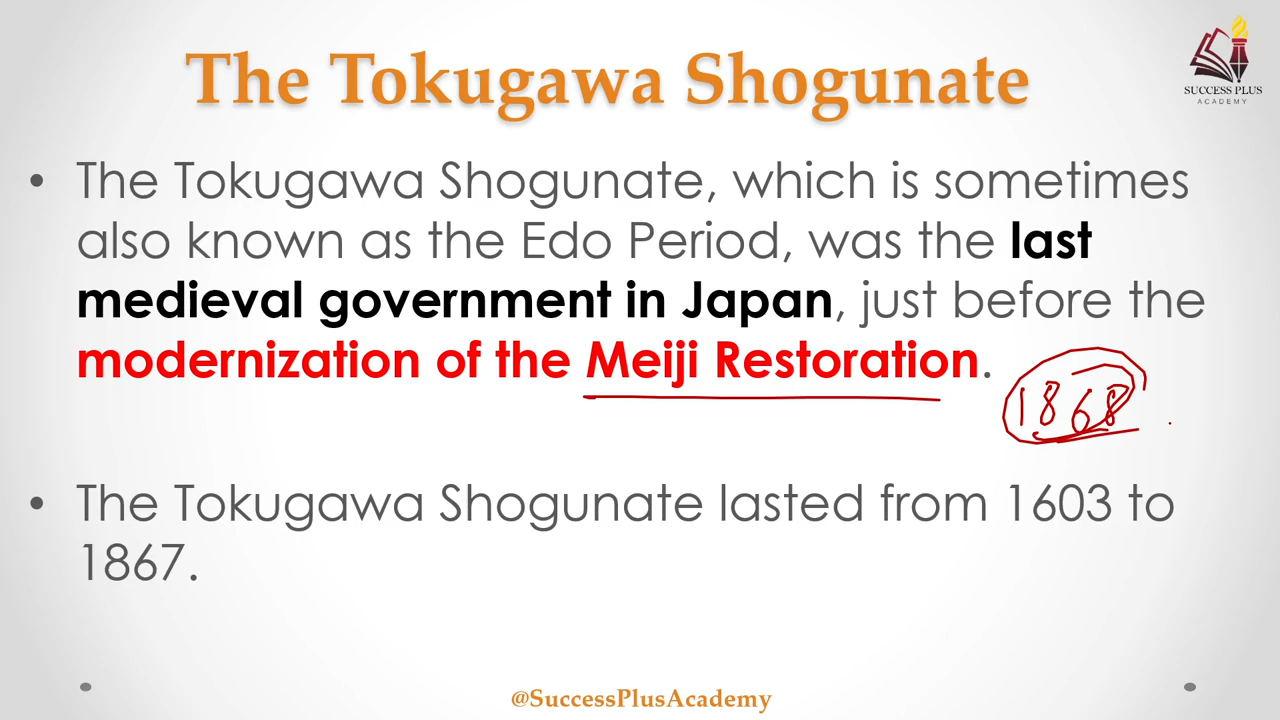 The Tokugawa Shogunate
SUCCESS PLUS
ACADEMY
• The Tokugawa Shogunate, which is sometimes
also known as the Edo Period, was the last
medieval government in Japan, just before the
modernization of the Meiji Restoration.
1868
• The Tokugawa Shogunate lasted from 1603 to
1867.
@SuccessPlusAcademy